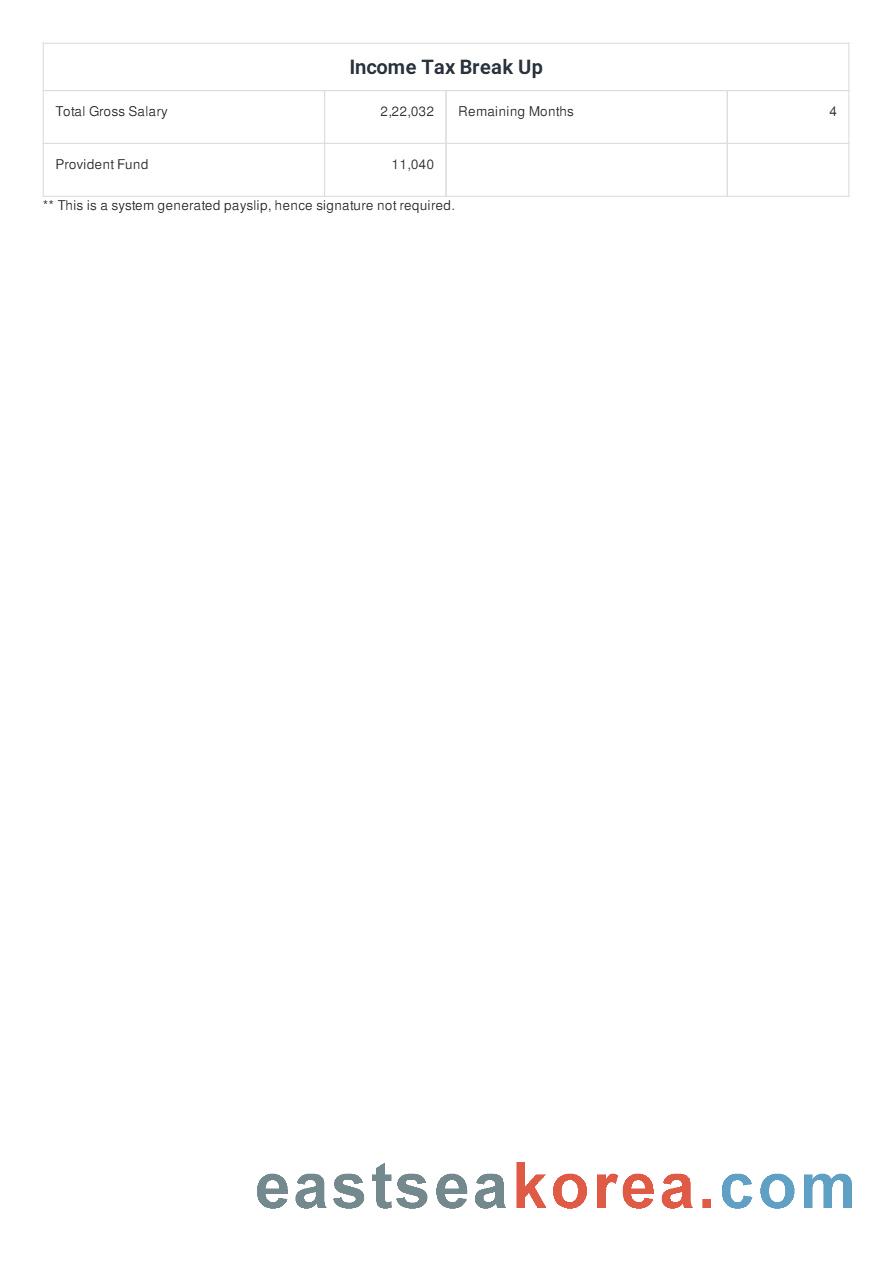 Income Tax Break Up
Total Gross Salary 2,22,032 Remaining Months 4
Provident Fund 11,040
** This is a system generated payslip, hence signature not required.
eastseakorea.com